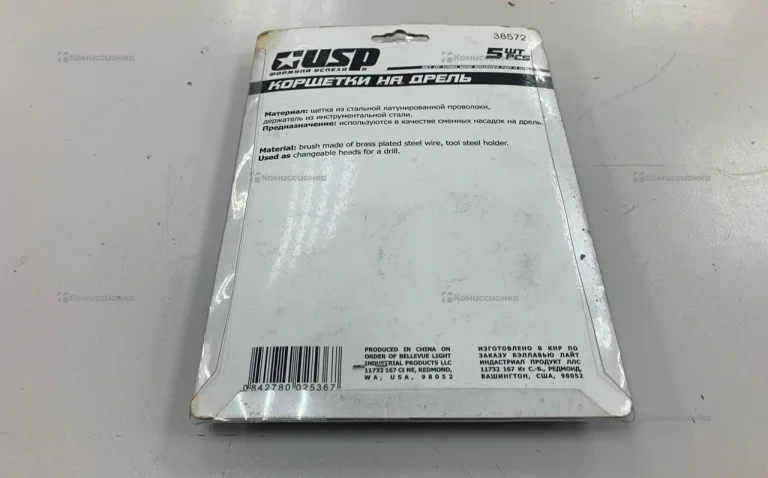 38572
USP
ФОРМУЛА УСПЕХА ®
5 ШТ
PCS
КОРЩЕТКИ НА ДРЕЛЬ
Материал: щетка из стальной латунированной проволоки,
держатель из инструментальной стали.
Предназначение: используются в качестве сменных насадок на дрель.
Material: brush made of brass plated steel wire, tool steel holder.
Used as changeable heads for a drill.
0 842780 025367
PRODUCED IN CHINA ON
ORDER OF BELLEVUE LIGHT
INDUSTRIAL PRODUCTS LLC
11732 167 Ct NE, REDMOND,
WA, USA, 98052
ИЗГОТОВЛЕНО В КНР ПО
ЗАКАЗУ БЭЛЛАВЬЮ ЛАЙТ
ИНДАСТРИАЛ ПРОДУКТ ЛЛС
11732 167 Кт С.-В., РЕДМОНД,
ВАШИНГТОН, США, 98052
Комиссионка
Комиссионка
Комиссионка
Комиссионка
Комиссионка
Комиссионка
Комиссионка
Комиссионка
Комиссионка